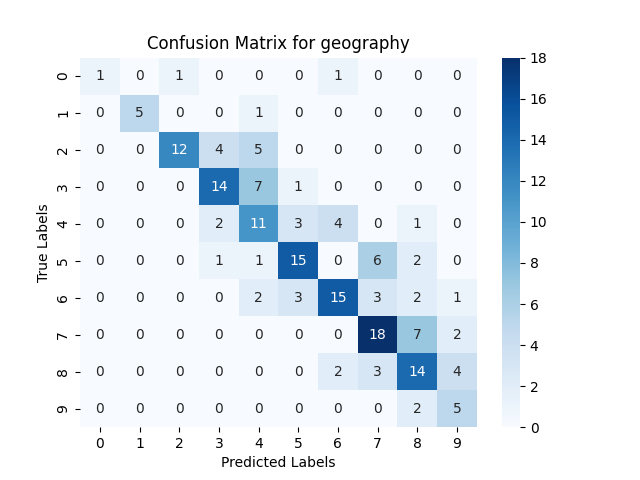 Confusion Matrix for geography
True Labels
0 1 0 1 0 0 0 1 0 0 0
1 0 5 0 0 1 0 0 0 0 0
2 0 0 12 4 5 0 0 0 0 0
3 0 0 0 14 7 1 0 0 0 0
4 0 0 0 2 11 3 4 0 1 0
5 0 0 0 1 1 15 0 6 2 0
6 0 0 0 0 2 3 15 3 2 1
7 0 0 0 0 0 0 0 18 7 2
8 0 0 0 0 0 0 2 3 14 4
9 0 0 0 0 0 0 0 0 2 5
0 1 2 3 4 5 6 7 8 9
Predicted Labels
18
16
14
12
10
8
6
4
2
0